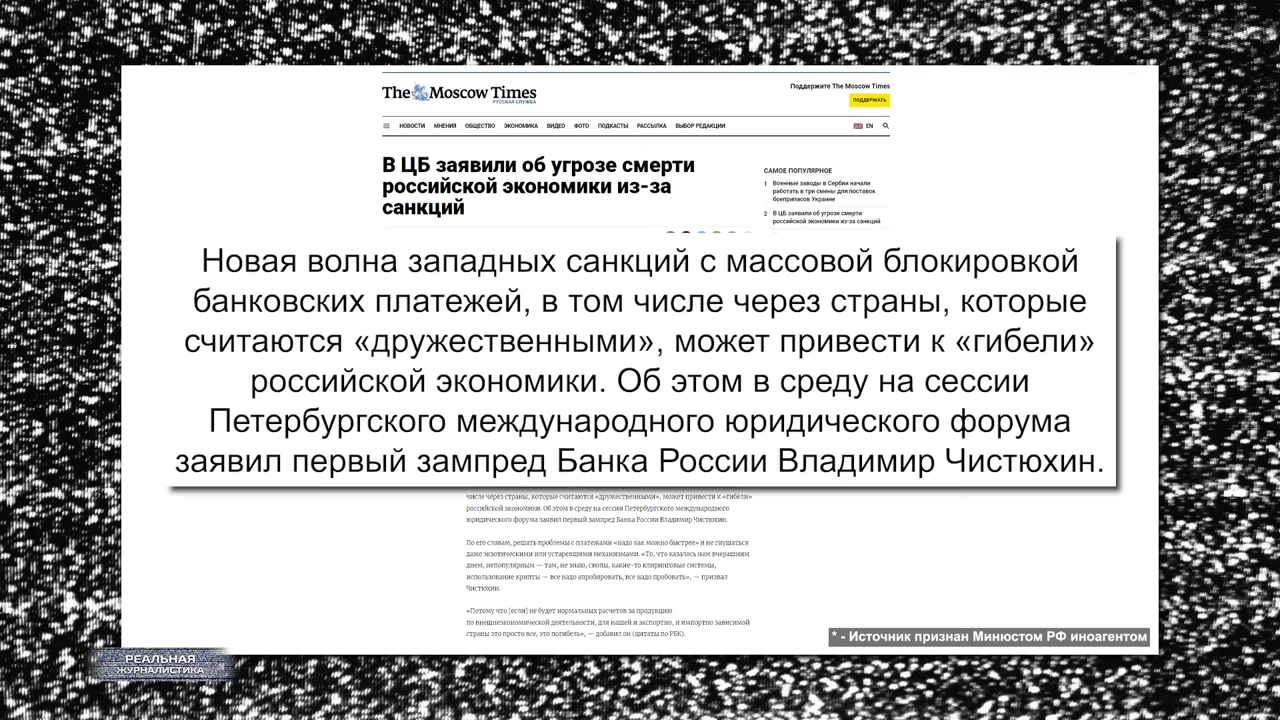 The Moscow Times
РУССКАЯ СЛУЖБА
Поддержите The Moscow Times
ПОДДЕРЖАТЬ
НОВОСТИ МНЕНИЯ ОБЩЕСТВО ЭКОНОМИКА ВИДЕО ФОТО ПОДКАСТЫ РАССЫЛКА ВЫБОР РЕДАКЦИИ EN
В ЦБ заявили об угрозе смерти
российской экономики из-за
санкций
САМОЕ ПОПУЛЯРНОЕ
1 Военные заводы в Сербии начали
работать в три смены для поставок
боеприпасов Украине
2 В ЦБ заявили об угрозе смерти
российской экономики из-за санкций
Новая волна западных санкций с массовой блокировкой
банковских платежей, в том числе через страны, которые
считаются «дружественными», может привести к «гибели»
российской экономики. Об этом в среду на сессии
Петербургского международного юридического форума
заявил первый зампред Банка России Владимир Чистюхин.
числе через страны, которые считаются «дружественными», может привести к «гибели»
российской экономики. Об этом в среду на сессии Петербургского международного
юридического форума заявил первый зампред Банка России Владимир Чистюхин.
По его словам, решать проблемы с платежами «надо как можно быстрее» и не гнушаться
даже экзотическими или устаревшими механизмами. «То, что казалось нам вчерашним
днем, непопулярным — там, не знаю, свопы, какие-то клиринговые системы,
использование крипты — все надо апробировать, все надо пробовать», — призвал
Чистюхин.
«Потому что [если] не будет нормальных расчетов за продукцию
по внешнеэкономической деятельности, для нашей и экспортно, и импортно зависимой
страны это просто все, это погибель», — добавил он (цитаты по РБК).
* - Источник признан Минюстом РФ иноагентом
РЕАЛЬНАЯ
ЖУРНАЛИСТИКА